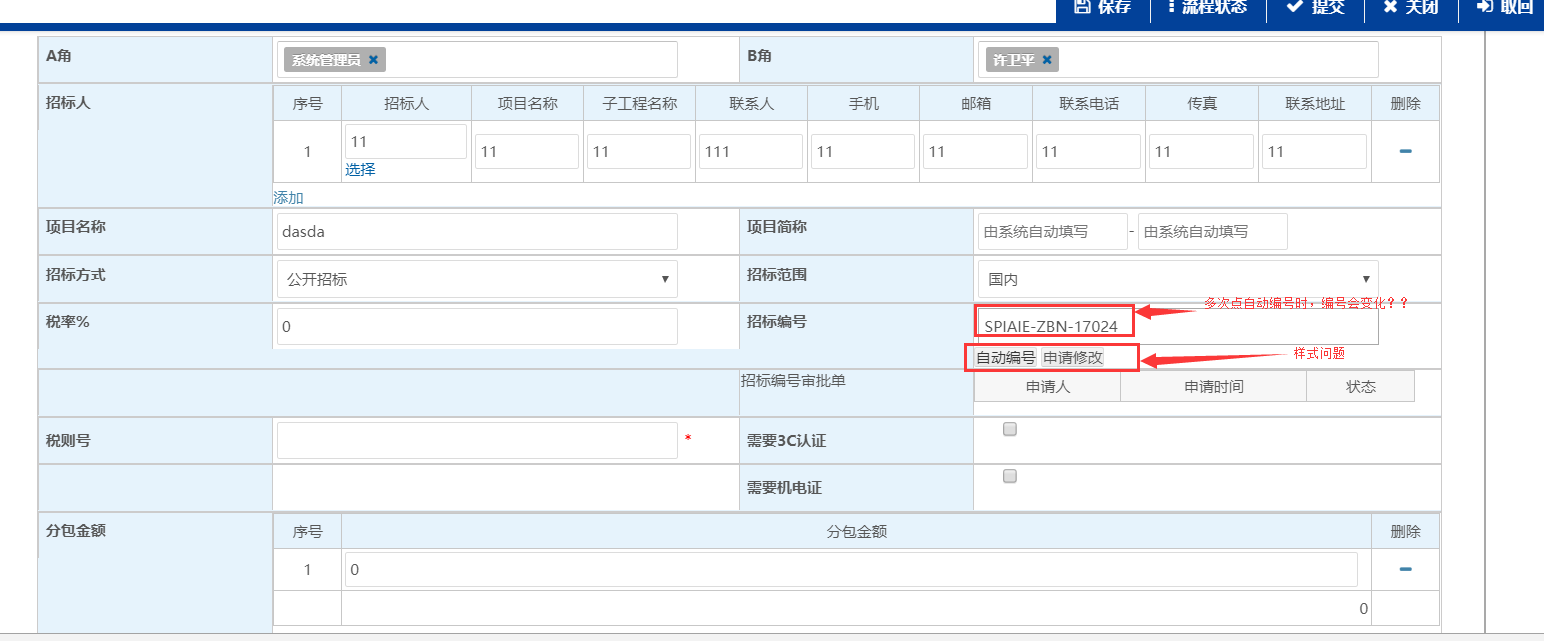 保存 流程状态 提交 关闭 取回
A角 系统管理员 B角 许卫平
招标人 序号 招标人 项目名称 子工程名称 联系人 手机 邮箱 联系电话 传真 联系地址 删除
1 11 11 11 111 11 11 11 11 11
选择
添加
项目名称 dasda 项目简称 由系统自动填写 - 由系统自动填写
招标方式 公开招标 招标范围 国内
多次点自动编号时，编号会变化？？
税率% 0 招标编号 SPIAIE-ZBN-17024
自动编号 申请修改 样式问题
招标编号审批单 申请人 申请时间 状态
税则号 * 需要3C认证
需要机电证
分包金额 序号 分包金额 删除
1 0
0